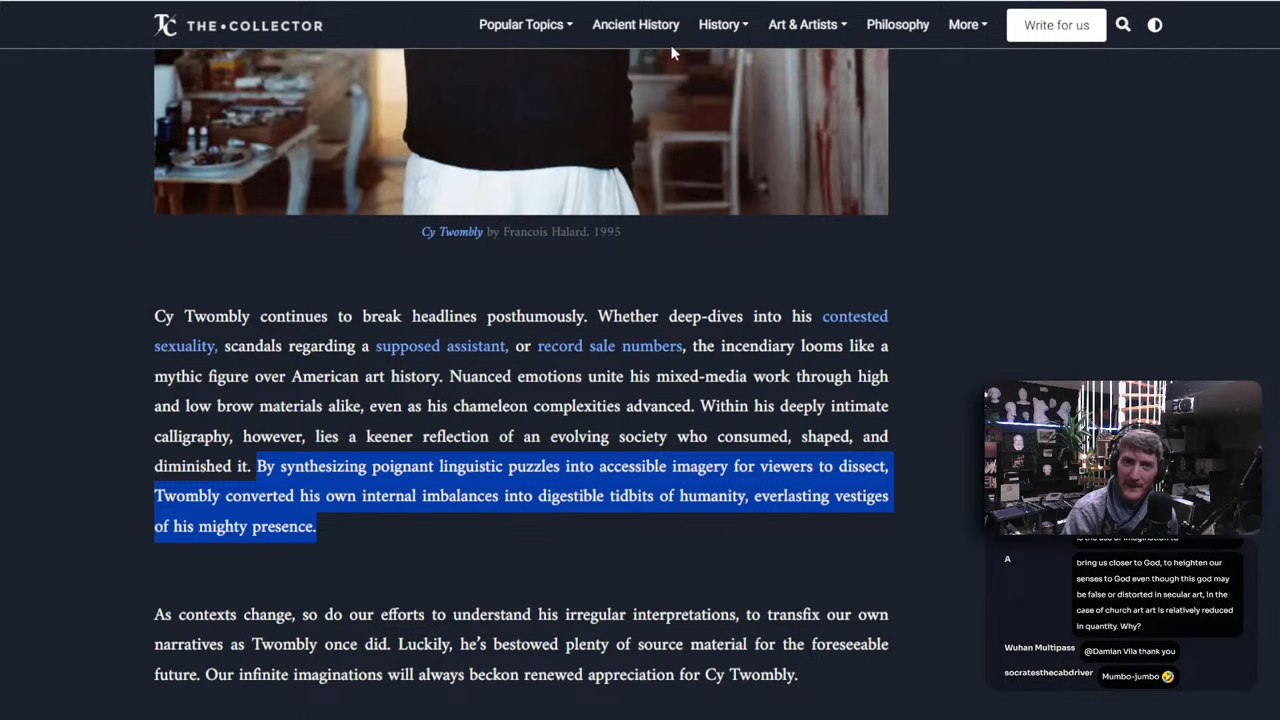 THE•COLLECTOR
Popular Topics
Ancient History
History
Art & Artists
Philosophy
More
Write for us
Cy Twombly by Francois Halard, 1995
Cy Twombly continues to break headlines posthumously. Whether deep-dives into his contested
sexuality, scandals regarding a supposed assistant, or record sale numbers, the incendiary looms like a
mythic figure over American art history. Nuanced emotions unite his mixed-media work through high
and low brow materials alike, even as his chameleon complexities advanced. Within his deeply intimate
calligraphy, however, lies a keener reflection of an evolving society who consumed, shaped, and
diminished it. By synthesizing poignant linguistic puzzles into accessible imagery for viewers to dissect,
Twombly converted his own internal imbalances into digestible tidbits of humanity, everlasting vestiges
of his mighty presence.
As contexts change, so do our efforts to understand his irregular interpretations, to transfix our own
narratives as Twombly once did. Luckily, he's bestowed plenty of source material for the foreseeable
future. Our infinite imaginations will always beckon renewed appreciation for Cy Twombly.
A
bring us closer to God, to heighten our
senses to God even though this god may
be false or distorted in secular art, in the
case of church art art is relatively reduced
in quantity. Why?
Wuhan Multipass
@Damian Vila thank you
socratesthecabdriver
Mumbo-jumbo 🤣